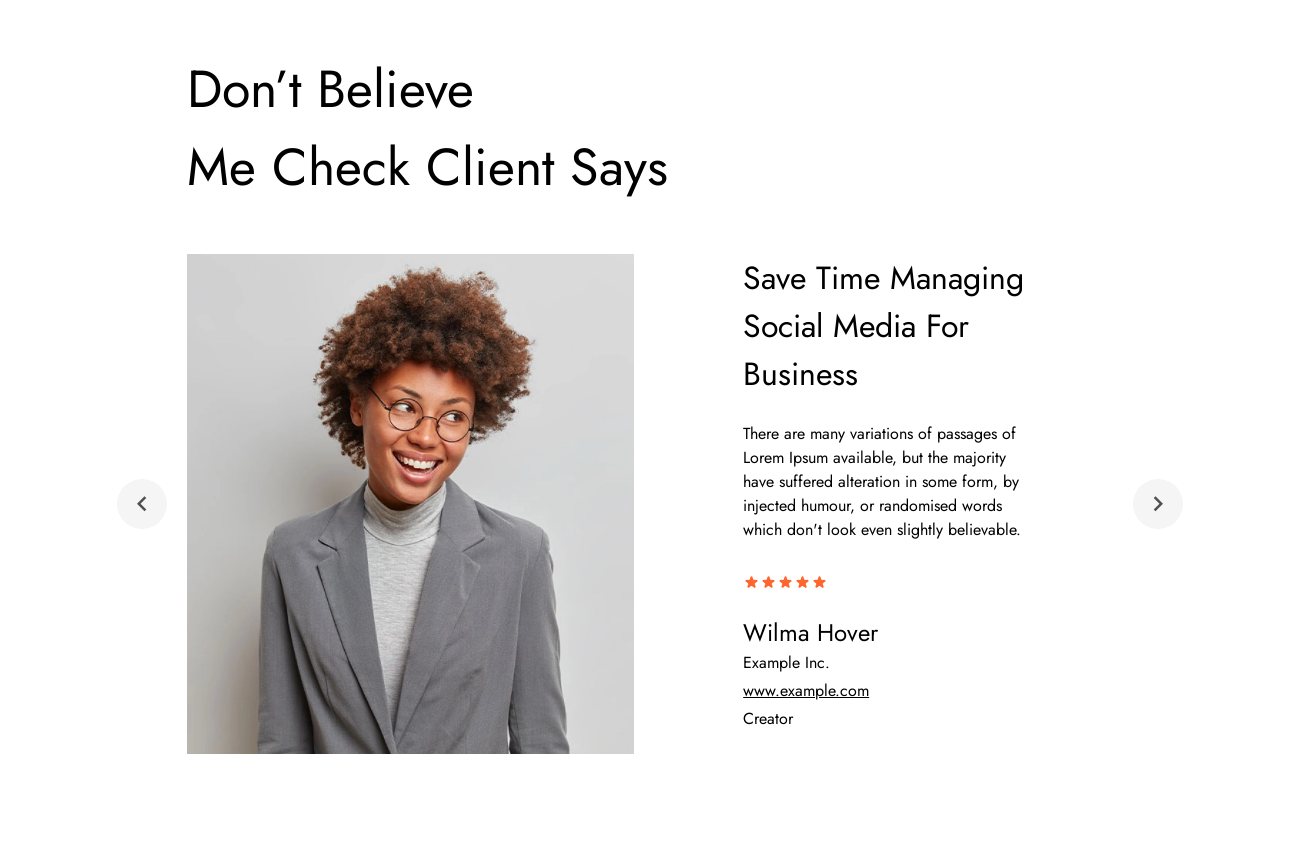 Don’t Believe
Me Check Client Says
Save Time Managing
Social Media For
Business
There are many variations of passages of
Lorem Ipsum available, but the majority
have suffered alteration in some form, by
injected humour, or randomised words
which don't look even slightly believable.
Wilma Hover
Example Inc.
www.example.com
Creator